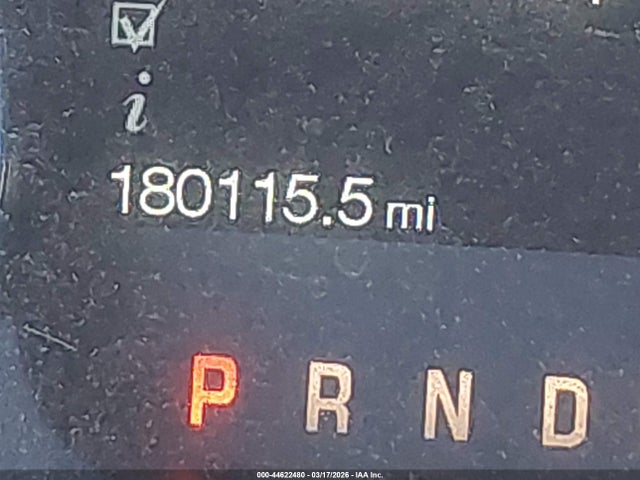 i
180115.5 mi
P R N D
000-44622480 - 03/17/2026 - IAA Inc.